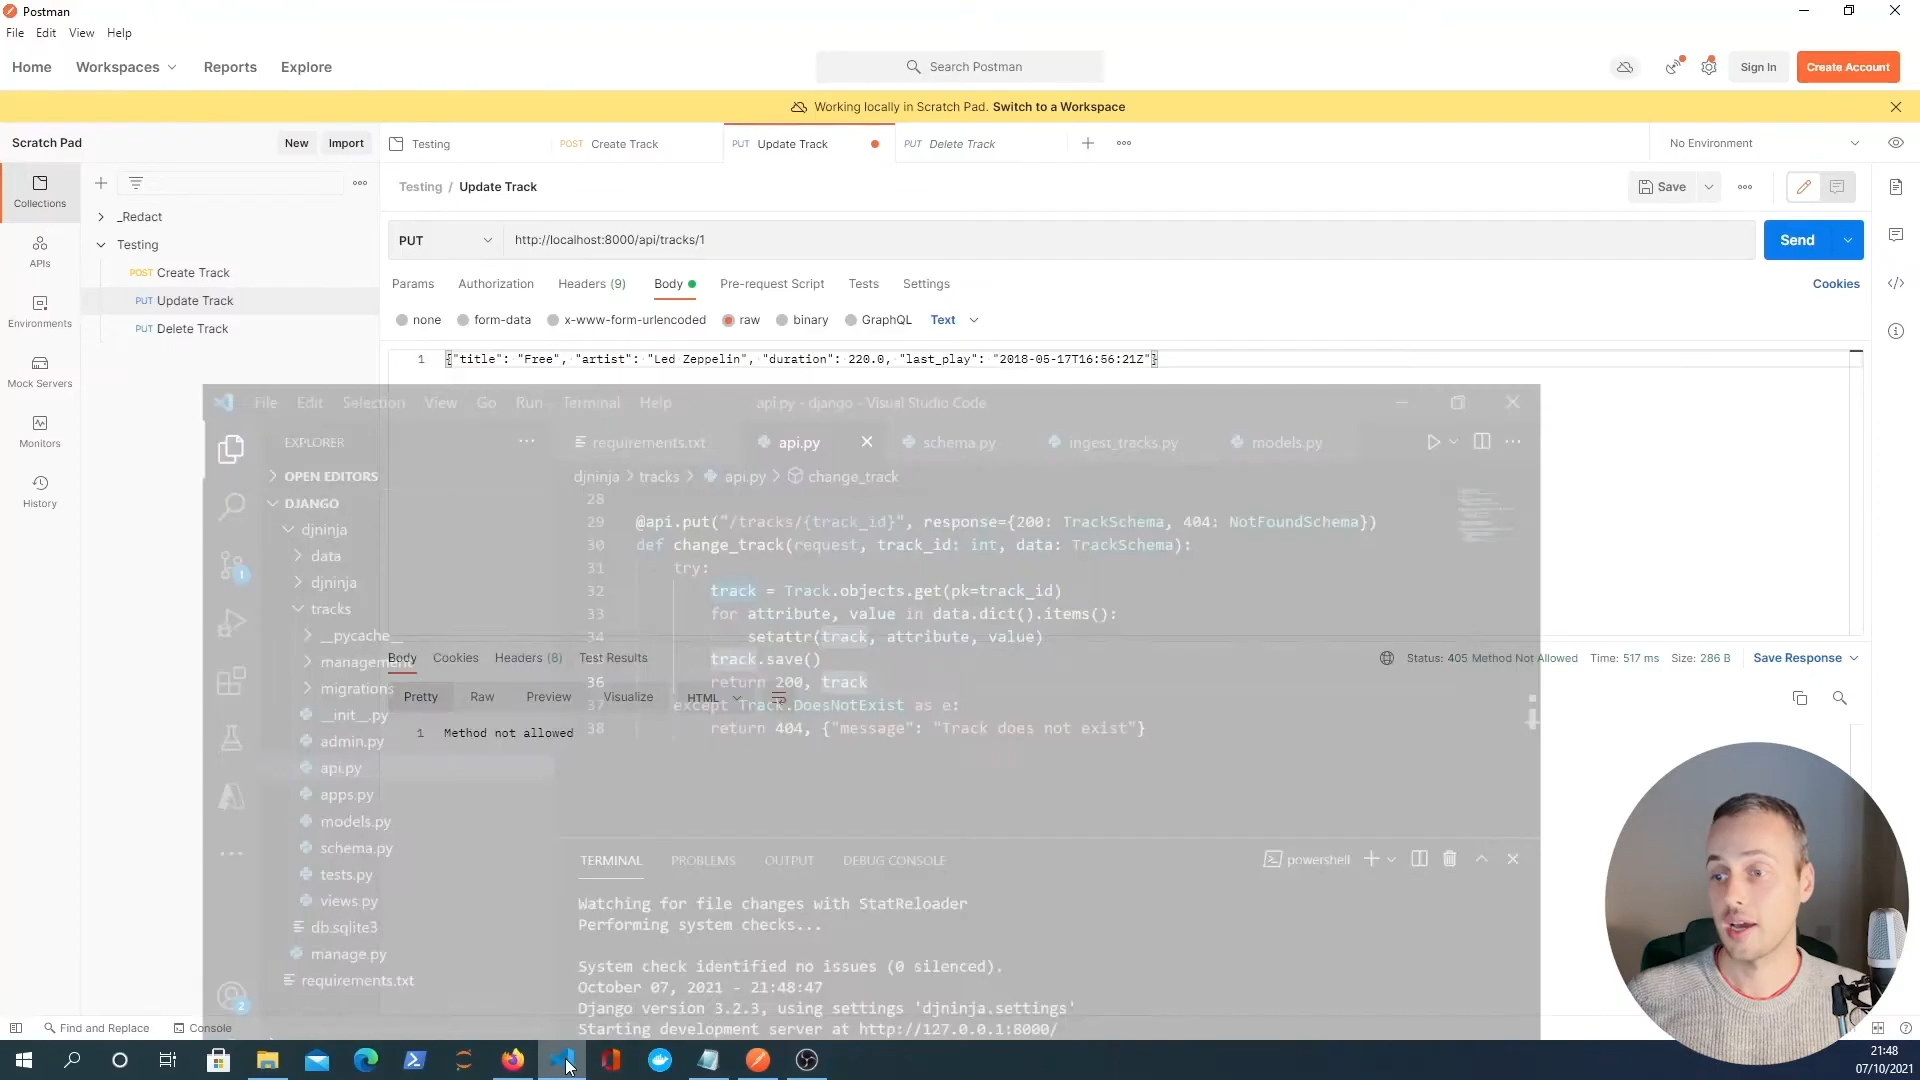 Postman
File Edit View Help
Home Workspaces Reports Explore
Search Postman
Sign In Create Account
Working locally in Scratch Pad. Switch to a Workspace
Scratch Pad New Import
Testing POST Create Track PUT Update Track PUT Delete Track
No Environment
Collections
APIs
Environments
Mock Servers
Monitors
History
_Redact
Testing
POST Create Track
PUT Update Track
PUT Delete Track
Testing / Update Track
Save
PUT http://localhost:8000/api/tracks/1
Send
Params Authorization Headers (9) Body Pre-request Script Tests Settings
Cookies
none form-data x-www-form-urlencoded raw binary GraphQL Text
1 {"title": "Free", "artist": "Led Zeppelin", "duration": 220.0, "last_play": "2018-05-17T16:56:21Z"}
File Edit Selection View Go Run Terminal Help api.py - django - Visual Studio Code
EXPLORER
OPEN EDITORS
DJANGO
djninja
data
djninja
tracks
__pycache__
management
migrations
__init__.py
admin.py
api.py
apps.py
models.py
schema.py
tests.py
views.py
db.sqlite3
manage.py
requirements.txt
1
2
requirements.txt api.py schema.py ingest_tracks.py models.py
djninja > tracks > api.py > change_track
28
29 @api.put("/tracks/{track_id}", response={200: TrackSchema, 404: NotFoundSchema})
30 def change_track(request, track_id: int, data: TrackSchema):
31 try:
32 track = Track.objects.get(pk=track_id)
33 for attribute, value in data.dict().items():
34 setattr(track, attribute, value)
track.save()
36 return 200, track
37 except Track.DoesNotExist as e:
38 return 404, {"message": "Track does not exist"}
Body Cookies Headers (8) Test Results
Status: 405 Method Not Allowed Time: 517 ms Size: 286 B Save Response
Pretty Raw Preview Visualize HTML
1 Method not allowed
TERMINAL PROBLEMS OUTPUT DEBUG CONSOLE
powershell
Watching for file changes with StatReloader
Performing system checks...
System check identified no issues (0 silenced).
October 07, 2021 - 21:48:47
Django version 3.2.3, using settings 'djninja.settings'
Starting development server at http://127.0.0.1:8000/
Find and Replace Console
21:48
07/10/2021